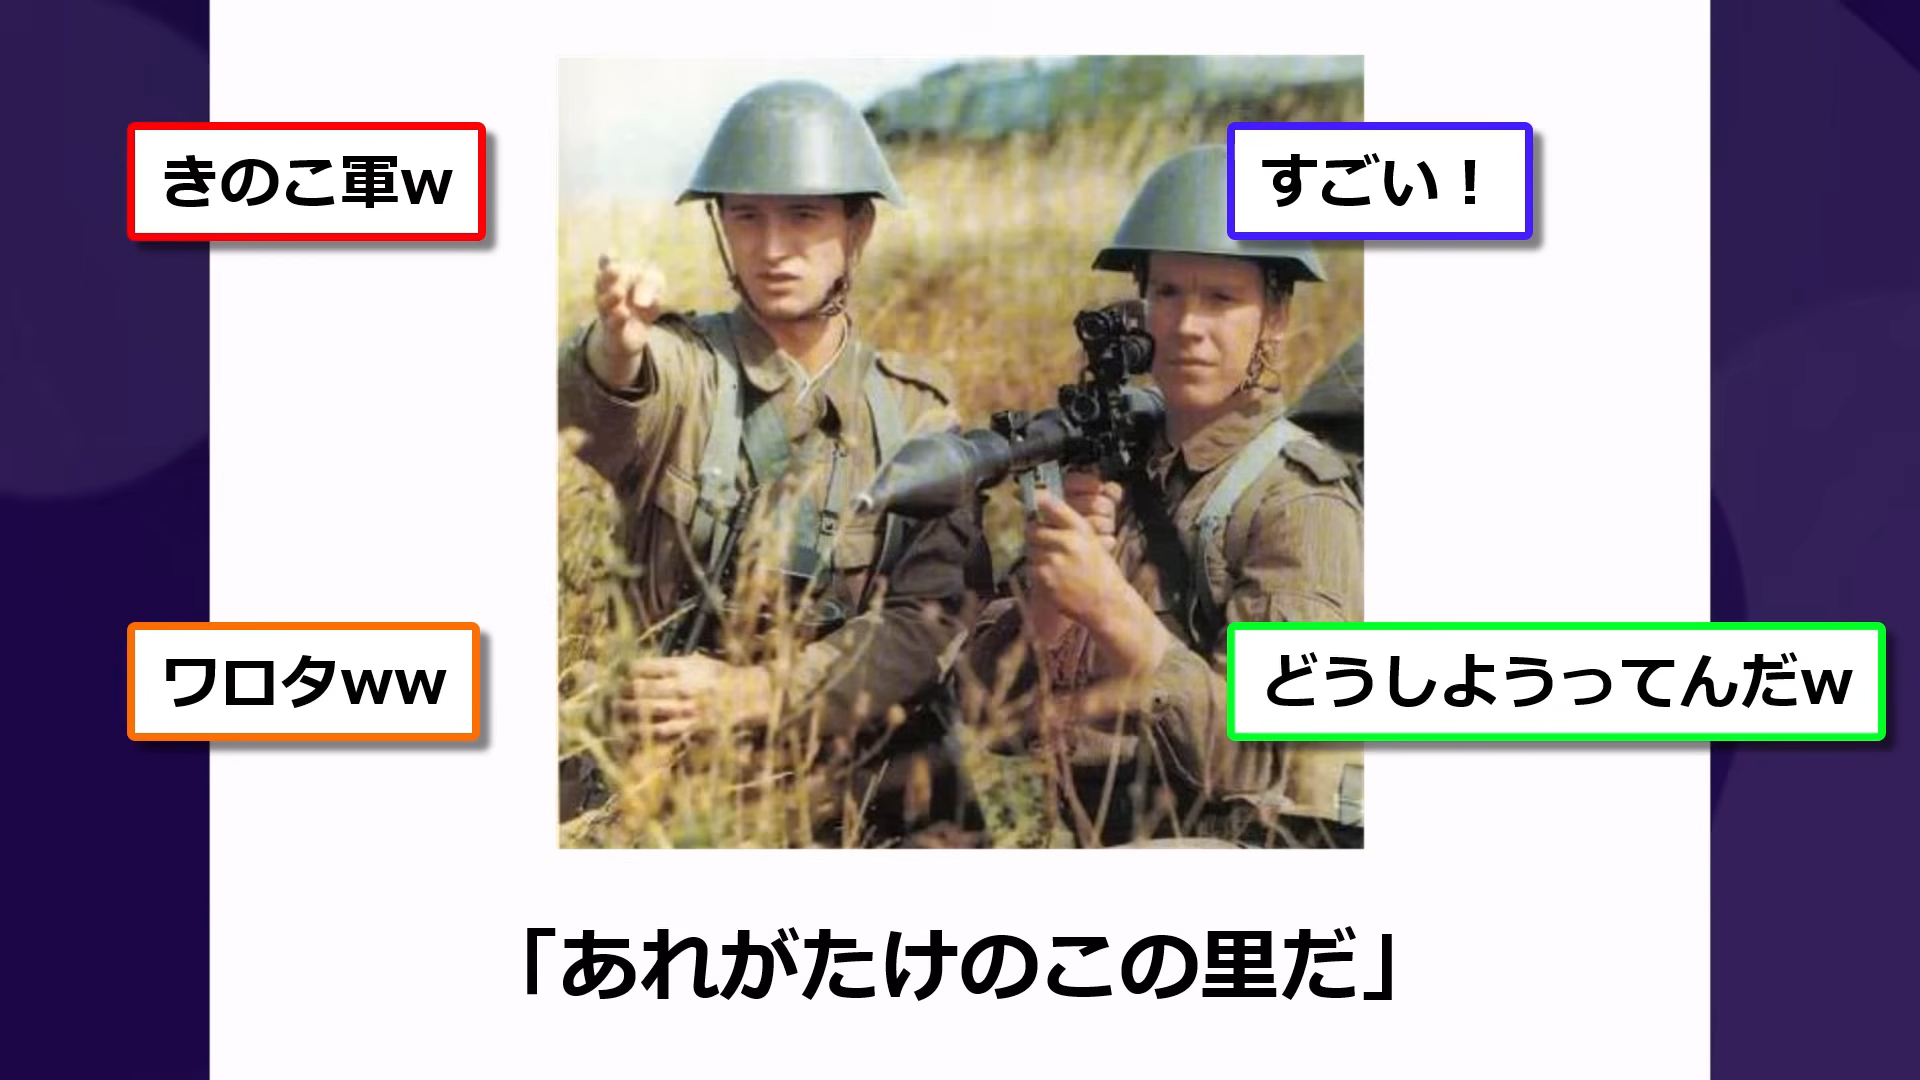 きのこ軍w
すごい！
ワロタww
どうしようってんだw
「あれがたけのこの里だ」